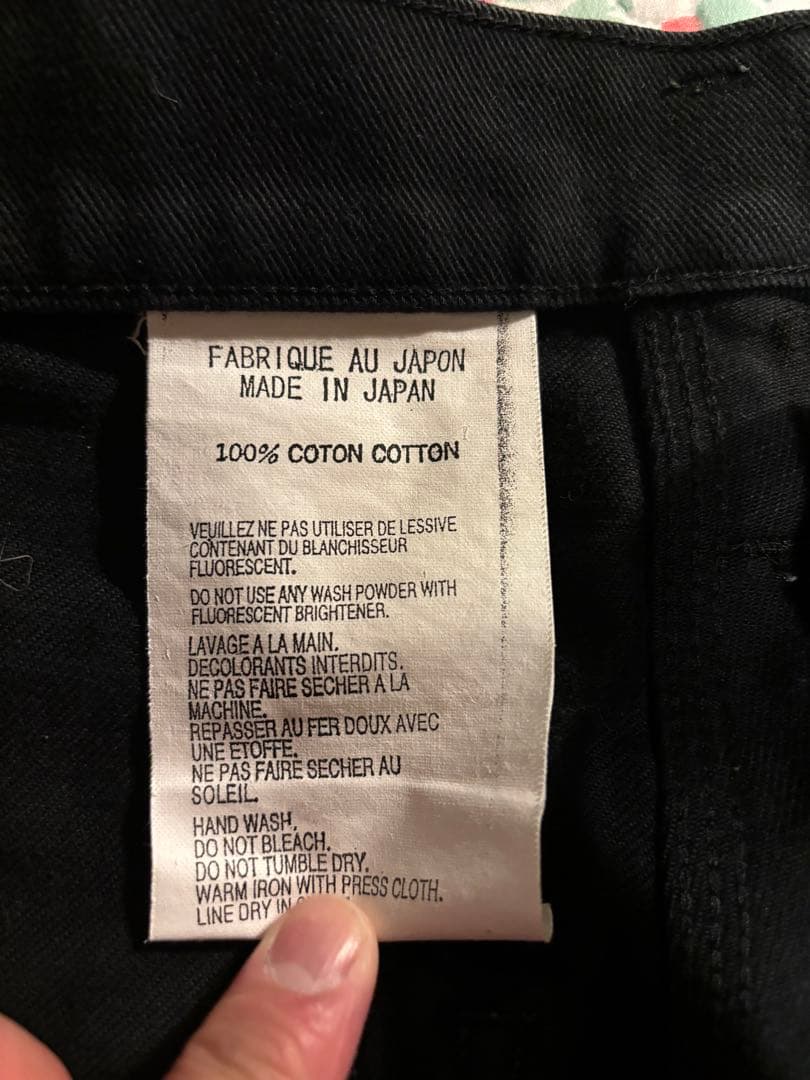 FABRIQUE AU JAPON
MADE IN JAPAN
100% COTON COTTON
VEUILLEZ NE PAS UTILISER DE LESSIVE
CONTENANT DU BLANCHISSEUR
FLUORESCENT.
DO NOT USE ANY WASH POWDER WITH
FLUORESCENT BRIGHTENER.
LAVAGE A LA MAIN.
DECOLORANTS INTERDITS.
NE PAS FAIRE SECHER A LA
MACHINE.
REPASSER AU FER DOUX AVEC
UNE ETOFFE.
NE PAS FAIRE SECHER AU
SOLEIL.
HAND WASH.
DO NOT BLEACH.
DO NOT TUMBLE DRY.
WARM IRON WITH PRESS CLOTH.
LINE DRY IN